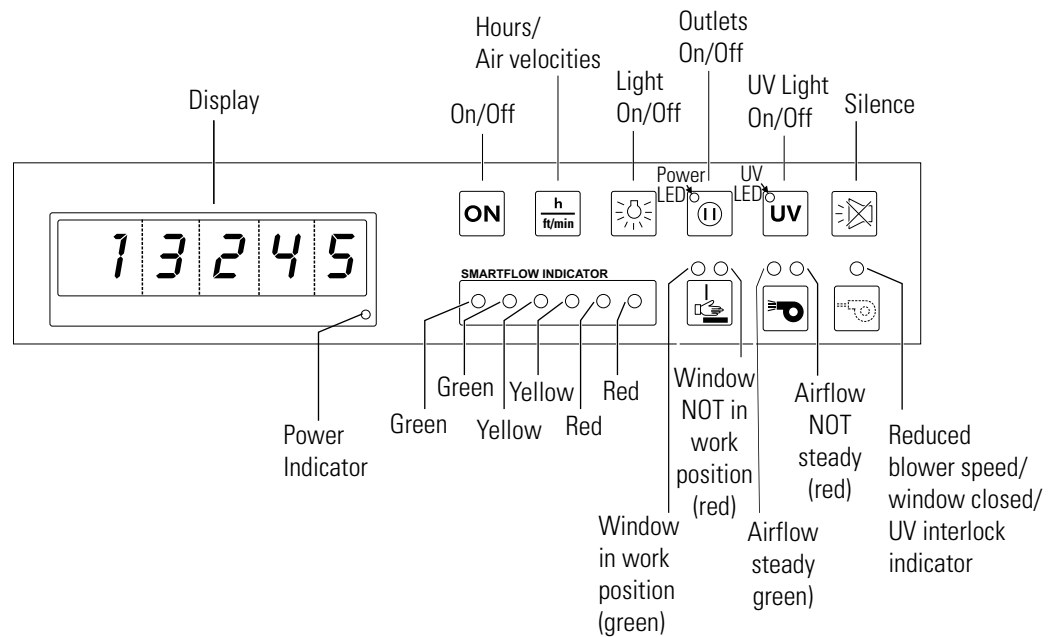 Hours/
Air velocities
Outlets
On/Off
Display
On/Off
Light
On/Off
UV Light
On/Off
Silence
Power
LED
UV
LED
ON
h
ft/min
UV
13245
SMARTFLOW INDICATOR
Green
Green
Yellow
Yellow
Red
Red
Power
Indicator
Window
in work
position
(green)
Window
NOT in
work
position
(red)
Airflow
steady
green)
Airflow
NOT
steady
(red)
Reduced
blower speed/
window closed/
UV interlock
indicator